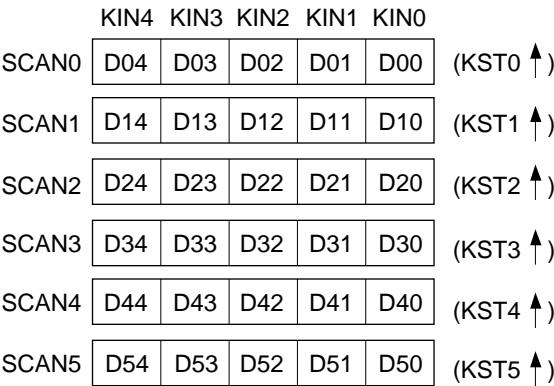 KIN4 KIN3 KIN2 KIN1 KIN0
SCAN0 D04 D03 D02 D01 D00 (KST0 ↑)
SCAN1 D14 D13 D12 D11 D10 (KST1 ↑)
SCAN2 D24 D23 D22 D21 D20 (KST2 ↑)
SCAN3 D34 D33 D32 D31 D30 (KST3 ↑)
SCAN4 D44 D43 D42 D41 D40 (KST4 ↑)
SCAN5 D54 D53 D52 D51 D50 (KST5 ↑)